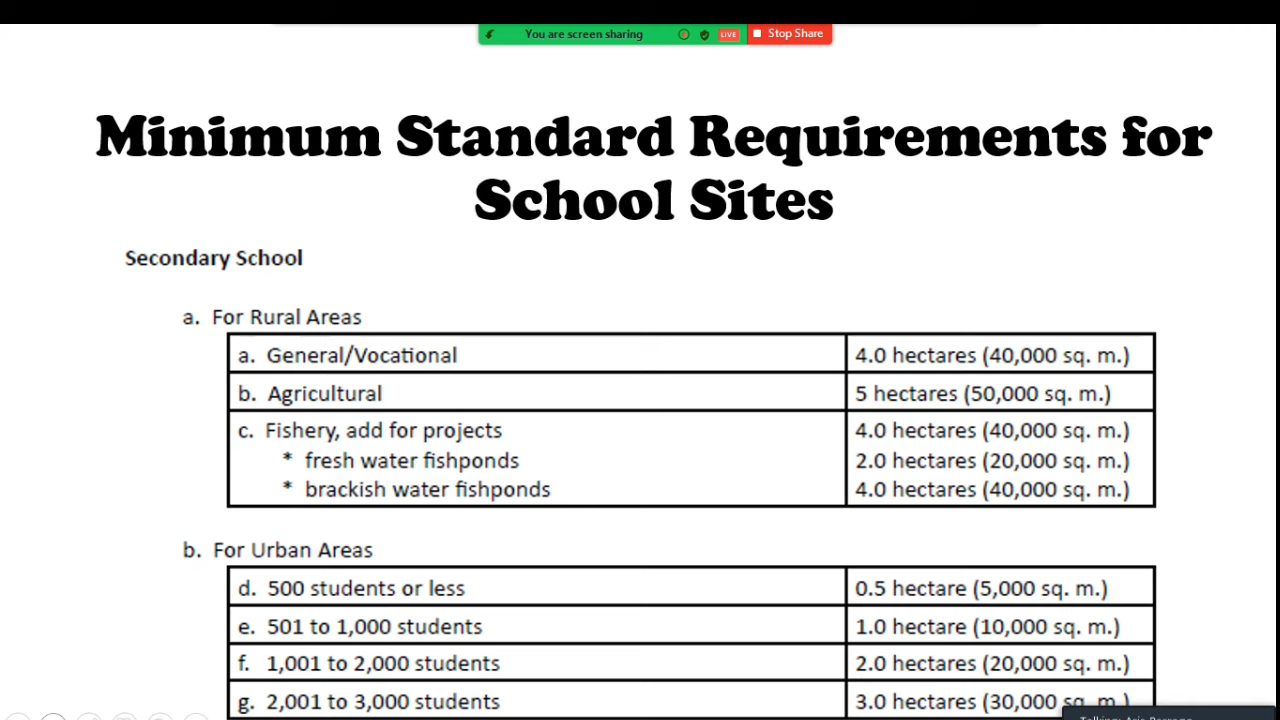 You are screen sharing LIVE Stop Share
Minimum Standard Requirements for
School Sites
Secondary School
a. For Rural Areas
a. General/Vocational 4.0 hectares (40,000 sq. m.)
b. Agricultural 5 hectares (50,000 sq. m.)
c. Fishery, add for projects 4.0 hectares (40,000 sq. m.)
* fresh water fishponds 2.0 hectares (20,000 sq. m.)
* brackish water fishponds 4.0 hectares (40,000 sq. m.)
b. For Urban Areas
d. 500 students or less 0.5 hectare (5,000 sq. m.)
e. 501 to 1,000 students 1.0 hectare (10,000 sq. m.)
f. 1,001 to 2,000 students 2.0 hectares (20,000 sq. m.)
g. 2,001 to 3,000 students 3.0 hectares (30,000 sq. m.)